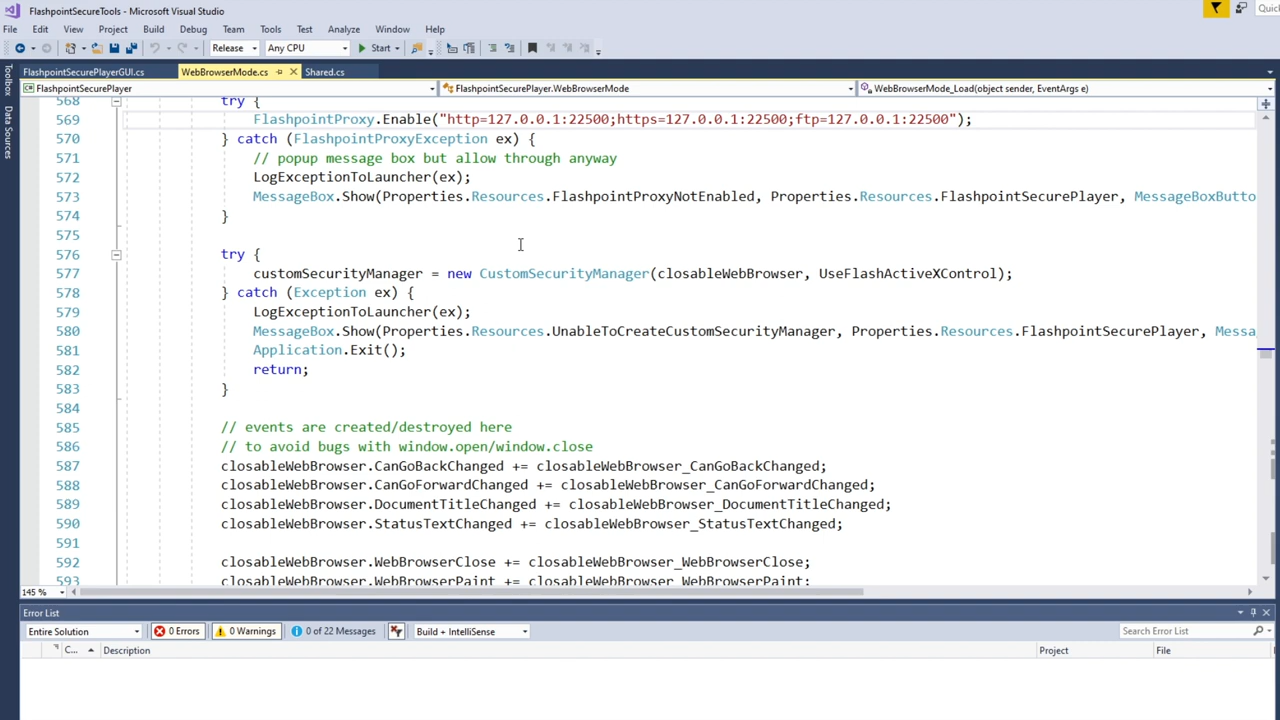 FlashpointSecureTools - Microsoft Visual Studio
Quic
File Edit View Project Build Debug Team Tools Test Analyze Window Help
Release Any CPU Start
FlashpointSecurePlayerGUI.cs WebBrowserMode.cs Shared.cs
FlashpointSecurePlayer FlashpointSecurePlayer.WebBrowserMode WebBrowserMode_Load(object sender, EventArgs e)
Toolbox
Data Sources
568 try {
569 FlashpointProxy.Enable("http=127.0.0.1:22500;https=127.0.0.1:22500;ftp=127.0.0.1:22500");
570 } catch (FlashpointProxyException ex) {
571 // popup message box but allow through anyway
572 LogExceptionToLauncher(ex);
573 MessageBox.Show(Properties.Resources.FlashpointProxyNotEnabled, Properties.Resources.FlashpointSecurePlayer, MessageBoxButto
574 }
575
576 try {
577 customSecurityManager = new CustomSecurityManager(closableWebBrowser, UseFlashActiveXControl);
578 } catch (Exception ex) {
579 LogExceptionToLauncher(ex);
580 MessageBox.Show(Properties.Resources.UnableToCreateCustomSecurityManager, Properties.Resources.FlashpointSecurePlayer, Messa
581 Application.Exit();
582 return;
583 }
584
585 // events are created/destroyed here
586 // to avoid bugs with window.open/window.close
587 closableWebBrowser.CanGoBackChanged += closableWebBrowser_CanGoBackChanged;
588 closableWebBrowser.CanGoForwardChanged += closableWebBrowser_CanGoForwardChanged;
589 closableWebBrowser.DocumentTitleChanged += closableWebBrowser_DocumentTitleChanged;
590 closableWebBrowser.StatusTextChanged += closableWebBrowser_StatusTextChanged;
591
592 closableWebBrowser.WebBrowserClose += closableWebBrowser_WebBrowserClose;
593 closableWebBrowser.WebBrowserPaint += closableWebBrowser_WebBrowserPaint;
145 %
Error List
Entire Solution 0 Errors 0 Warnings 0 of 22 Messages Build + IntelliSense Search Error List
C... Description Project File